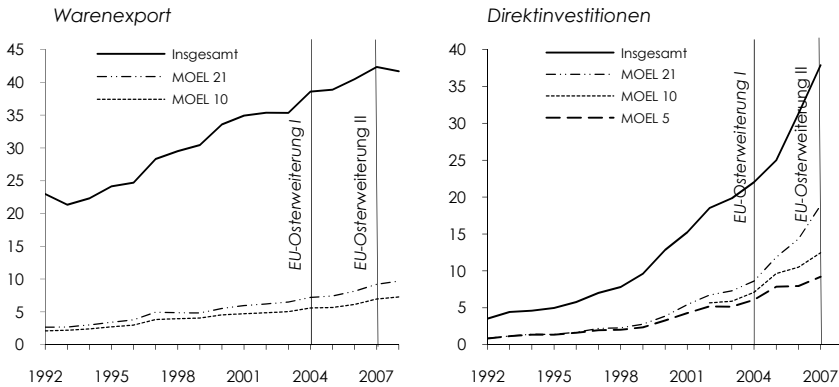 Warenexport
Insgesamt
MOEL 21
MOEL 10
45
40
35
30
25
20
15
10
5
0
EU-Osterweiterung I
EU-Osterweiterung II
1992 1995 1998 2001 2004 2007
Direktinvestitionen
Insgesamt
MOEL 21
MOEL 10
MOEL 5
40
35
30
25
20
15
10
5
0
EU-Osterweiterung I
EU-Osterweiterung II
1992 1995 1998 2001 2004 2007